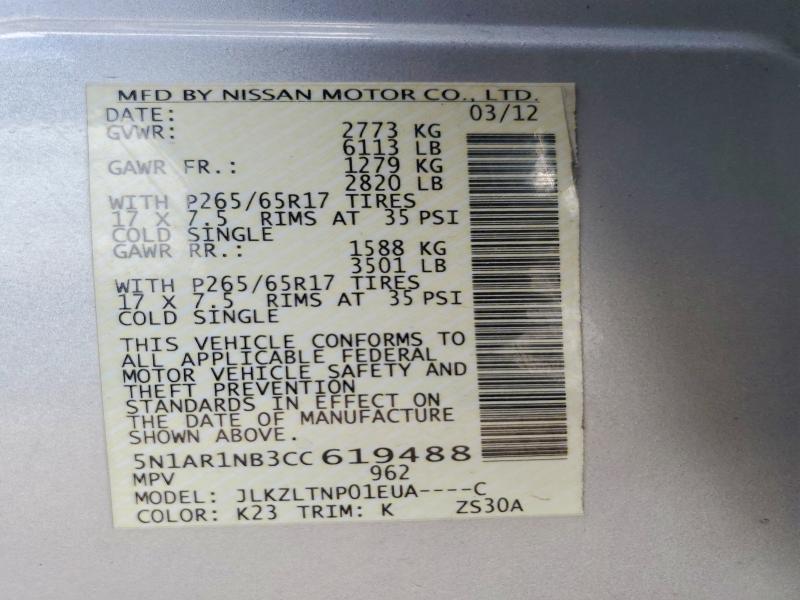 MFD BY NISSAN MOTOR CO., LTD.
DATE: 03/12
GVWR: 2773 KG
6113 LB
GAWR FR.: 1279 KG
2820 LB
WITH P265/65R17 TIRES
17 X 7.5 RIMS AT 35 PSI
COLD SINGLE
GAWR RR.: 1588 KG
3501 LB
WITH P265/65R17 TIRES
17 X 7.5 RIMS AT 35 PSI
COLD SINGLE
THIS VEHICLE CONFORMS TO
ALL APPLICABLE FEDERAL
MOTOR VEHICLE SAFETY AND
THEFT PREVENTION
STANDARDS IN EFFECT ON
THE DATE OF MANUFACTURE
SHOWN ABOVE.
5N1AR1NB3CC 619488
MPV 962
MODEL: JLKZLTNP01EUA----C
COLOR: K23 TRIM: K ZS30A